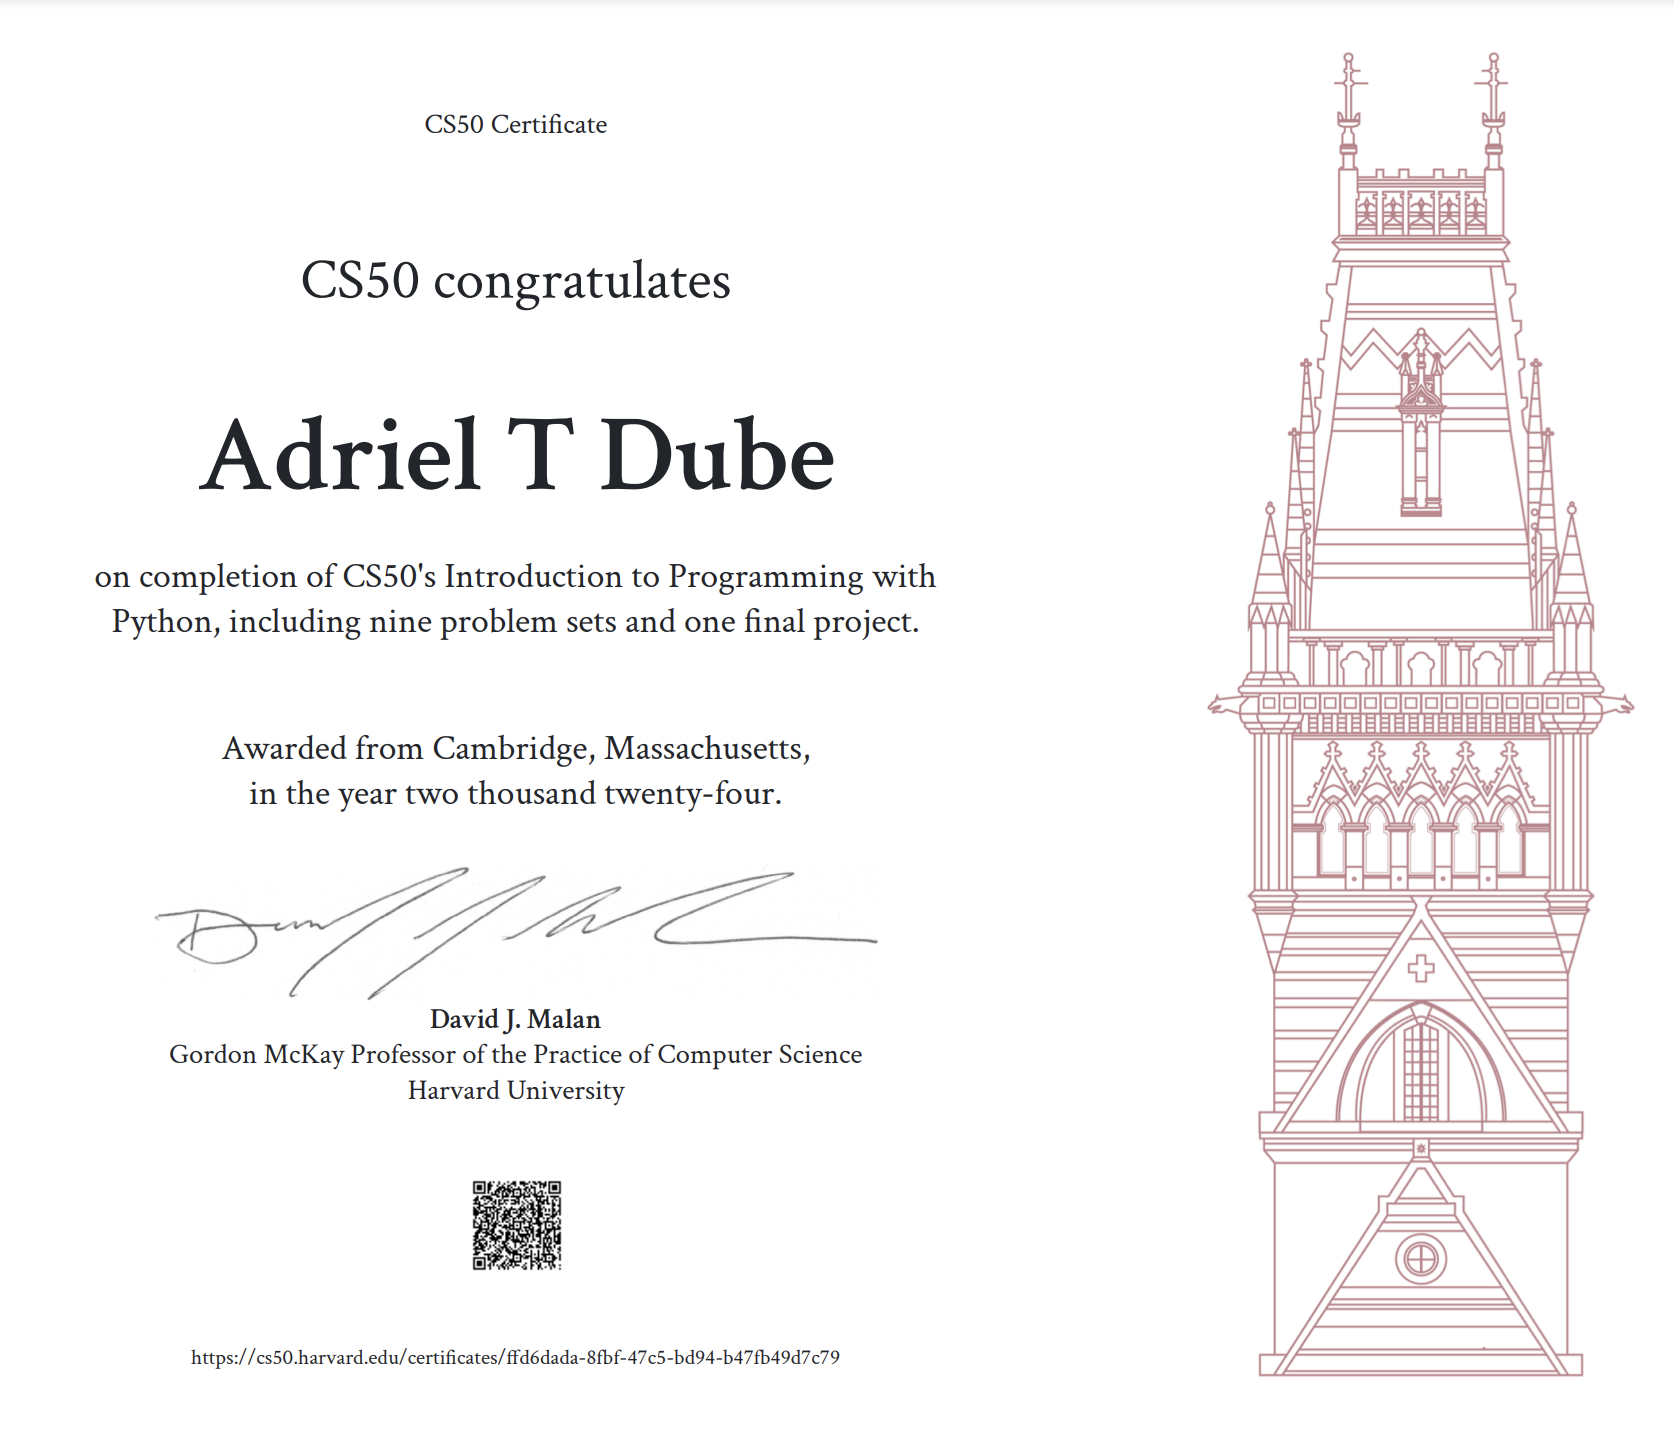 CS50 Certificate
CS50 congratulates
Adriel T Dube
on completion of CS50's Introduction to Programming with
Python, including nine problem sets and one final project.
Awarded from Cambridge, Massachusetts,
in the year two thousand twenty-four.
David J. Malan
Gordon McKay Professor of the Practice of Computer Science
Harvard University
https://cs50.harvard.edu/certificates/ffd6dada-8fbf-47c5-bd94-b47fb49d7c79